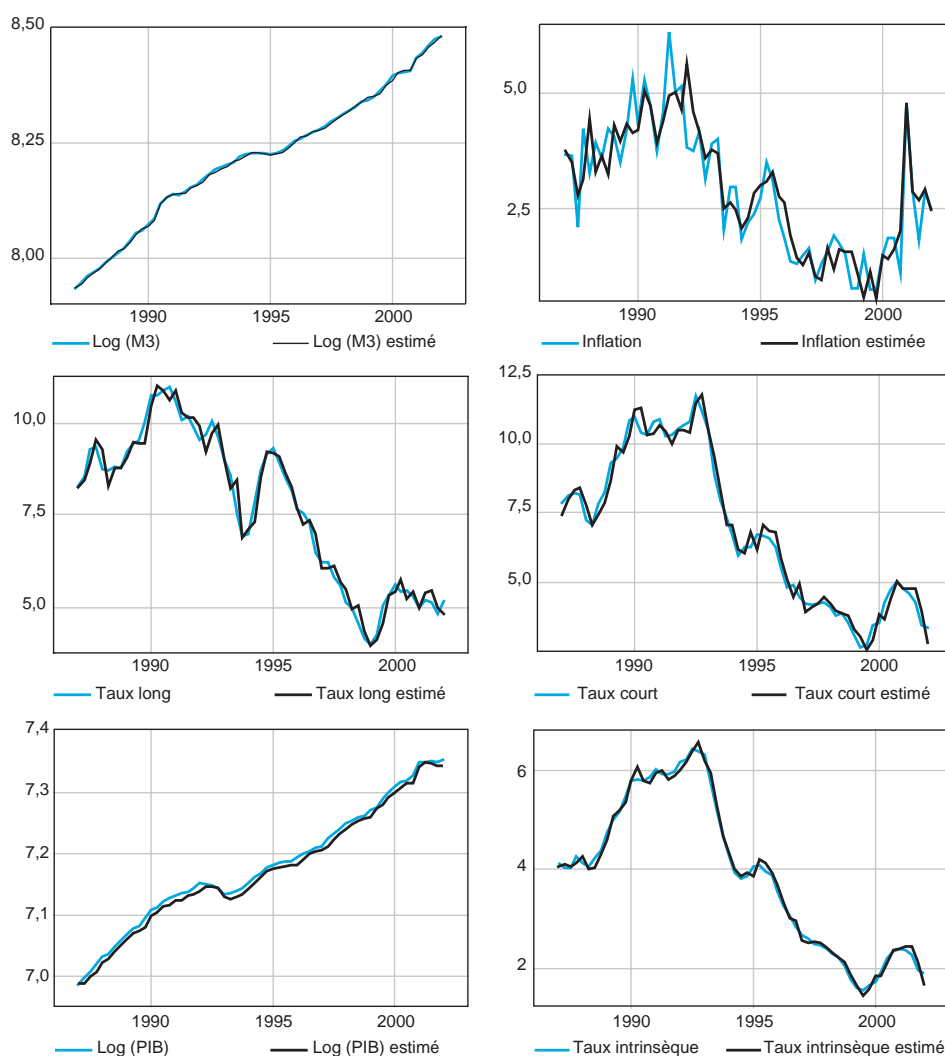 8,50
8,25
8,00
1990 1995 2000
Log (M3) Log (M3) estimé
5,0
2,5
1990 1995 2000
Inflation Inflation estimée
10,0
7,5
5,0
1990 1995 2000
Taux long Taux long estimé
12,5
10,0
7,5
5,0
1990 1995 2000
Taux court Taux court estimé
7,4
7,3
7,2
7,1
7,0
1990 1995 2000
Log (PIB) Log (PIB) estimé
6
4
2
1990 1995 2000
Taux intrinsèque Taux intrinsèque estimé